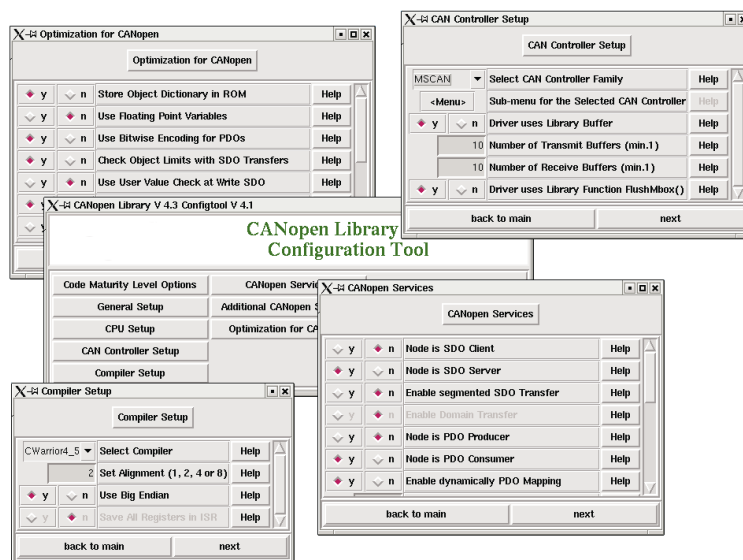 Optimization for CANopen
Optimization for CANopen
y n Store Object Dictionary in ROM Help
y n Use Floating Point Variables Help
y n Use Bitwise Encoding for PDOs Help
y n Check Object Limits with SDO Transfers Help
y n Use User Value Check at Write SDO Help
CAN Controller Setup
CAN Controller Setup
MSCAN Select CAN Controller Family Help
<Menu> Sub-menu for the Selected CAN Controller Help
y n Driver uses Library Buffer Help
10 Number of Transmit Buffers (min.1) Help
10 Number of Receive Buffers (min.1) Help
y n Driver uses Library Function FlushMbox() Help
back to main next
CANopen Library V 4.3 Configtool V 4.1
CANopen Library
Configuration Tool
Code Maturity Level Options CANopen Servic
General Setup Additional CANopen S
CPU Setup Optimization for CA
CAN Controller Setup
Compiler Setup
CANopen Services
CANopen Services
y n Node is SDO Client Help
y n Node is SDO Server Help
y n Enable segmented SDO Transfer Help
y n Enable Domain Transfer Help
y n Node is PDO Producer Help
y n Node is PDO Consumer Help
y n Enable dynamically PDO Mapping Help
back to main next
Compiler Setup
Compiler Setup
CWarrior4_5 Select Compiler Help
2 Set Alignment (1, 2, 4 or 8) Help
y n Use Big Endian Help
y n Save All Registers in ISR Help
back to main next